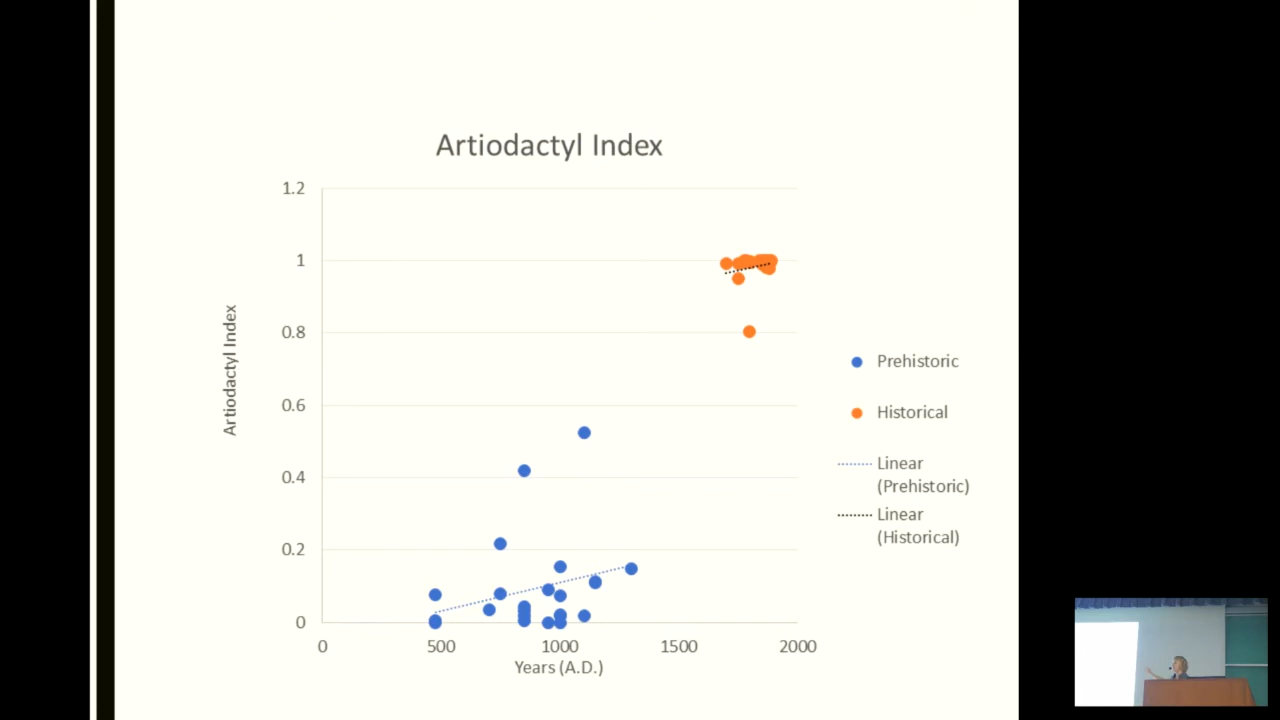 Artiodactyl Index
1.2
1
0.8
0.6
0.4
0.2
0
Artiodactyl Index
0
500
1000
1500
2000
Years (A.D.)
Prehistoric
Historical
Linear
(Prehistoric)
Linear
(Historical)